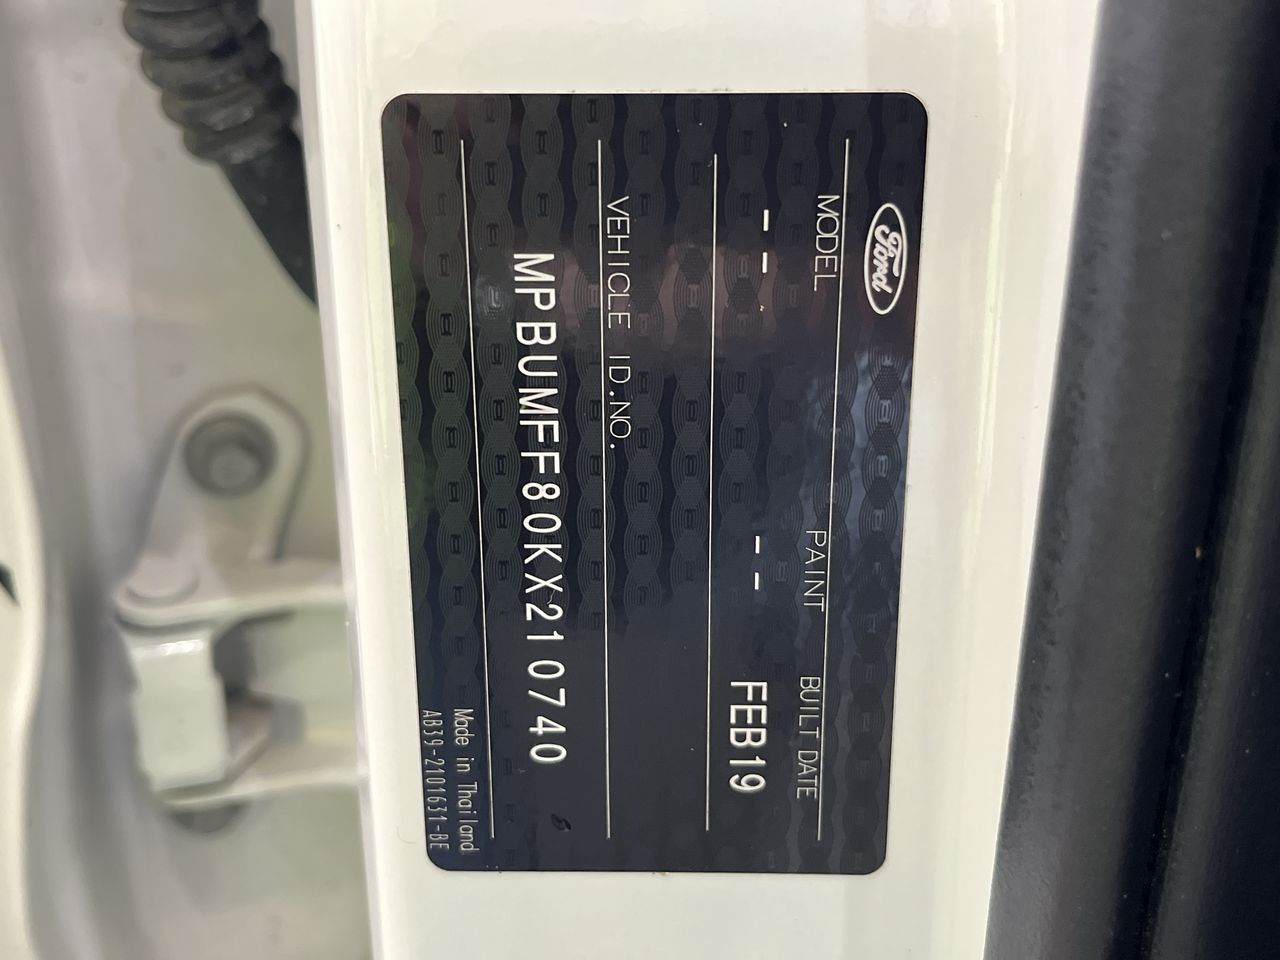 Ford
MODEL PAINT BUILT DATE
--- -- FEB19
VEHICLE ID.NO.
MPBUMFF80KX210740
Made in Thailand
AB39-2101631-BE